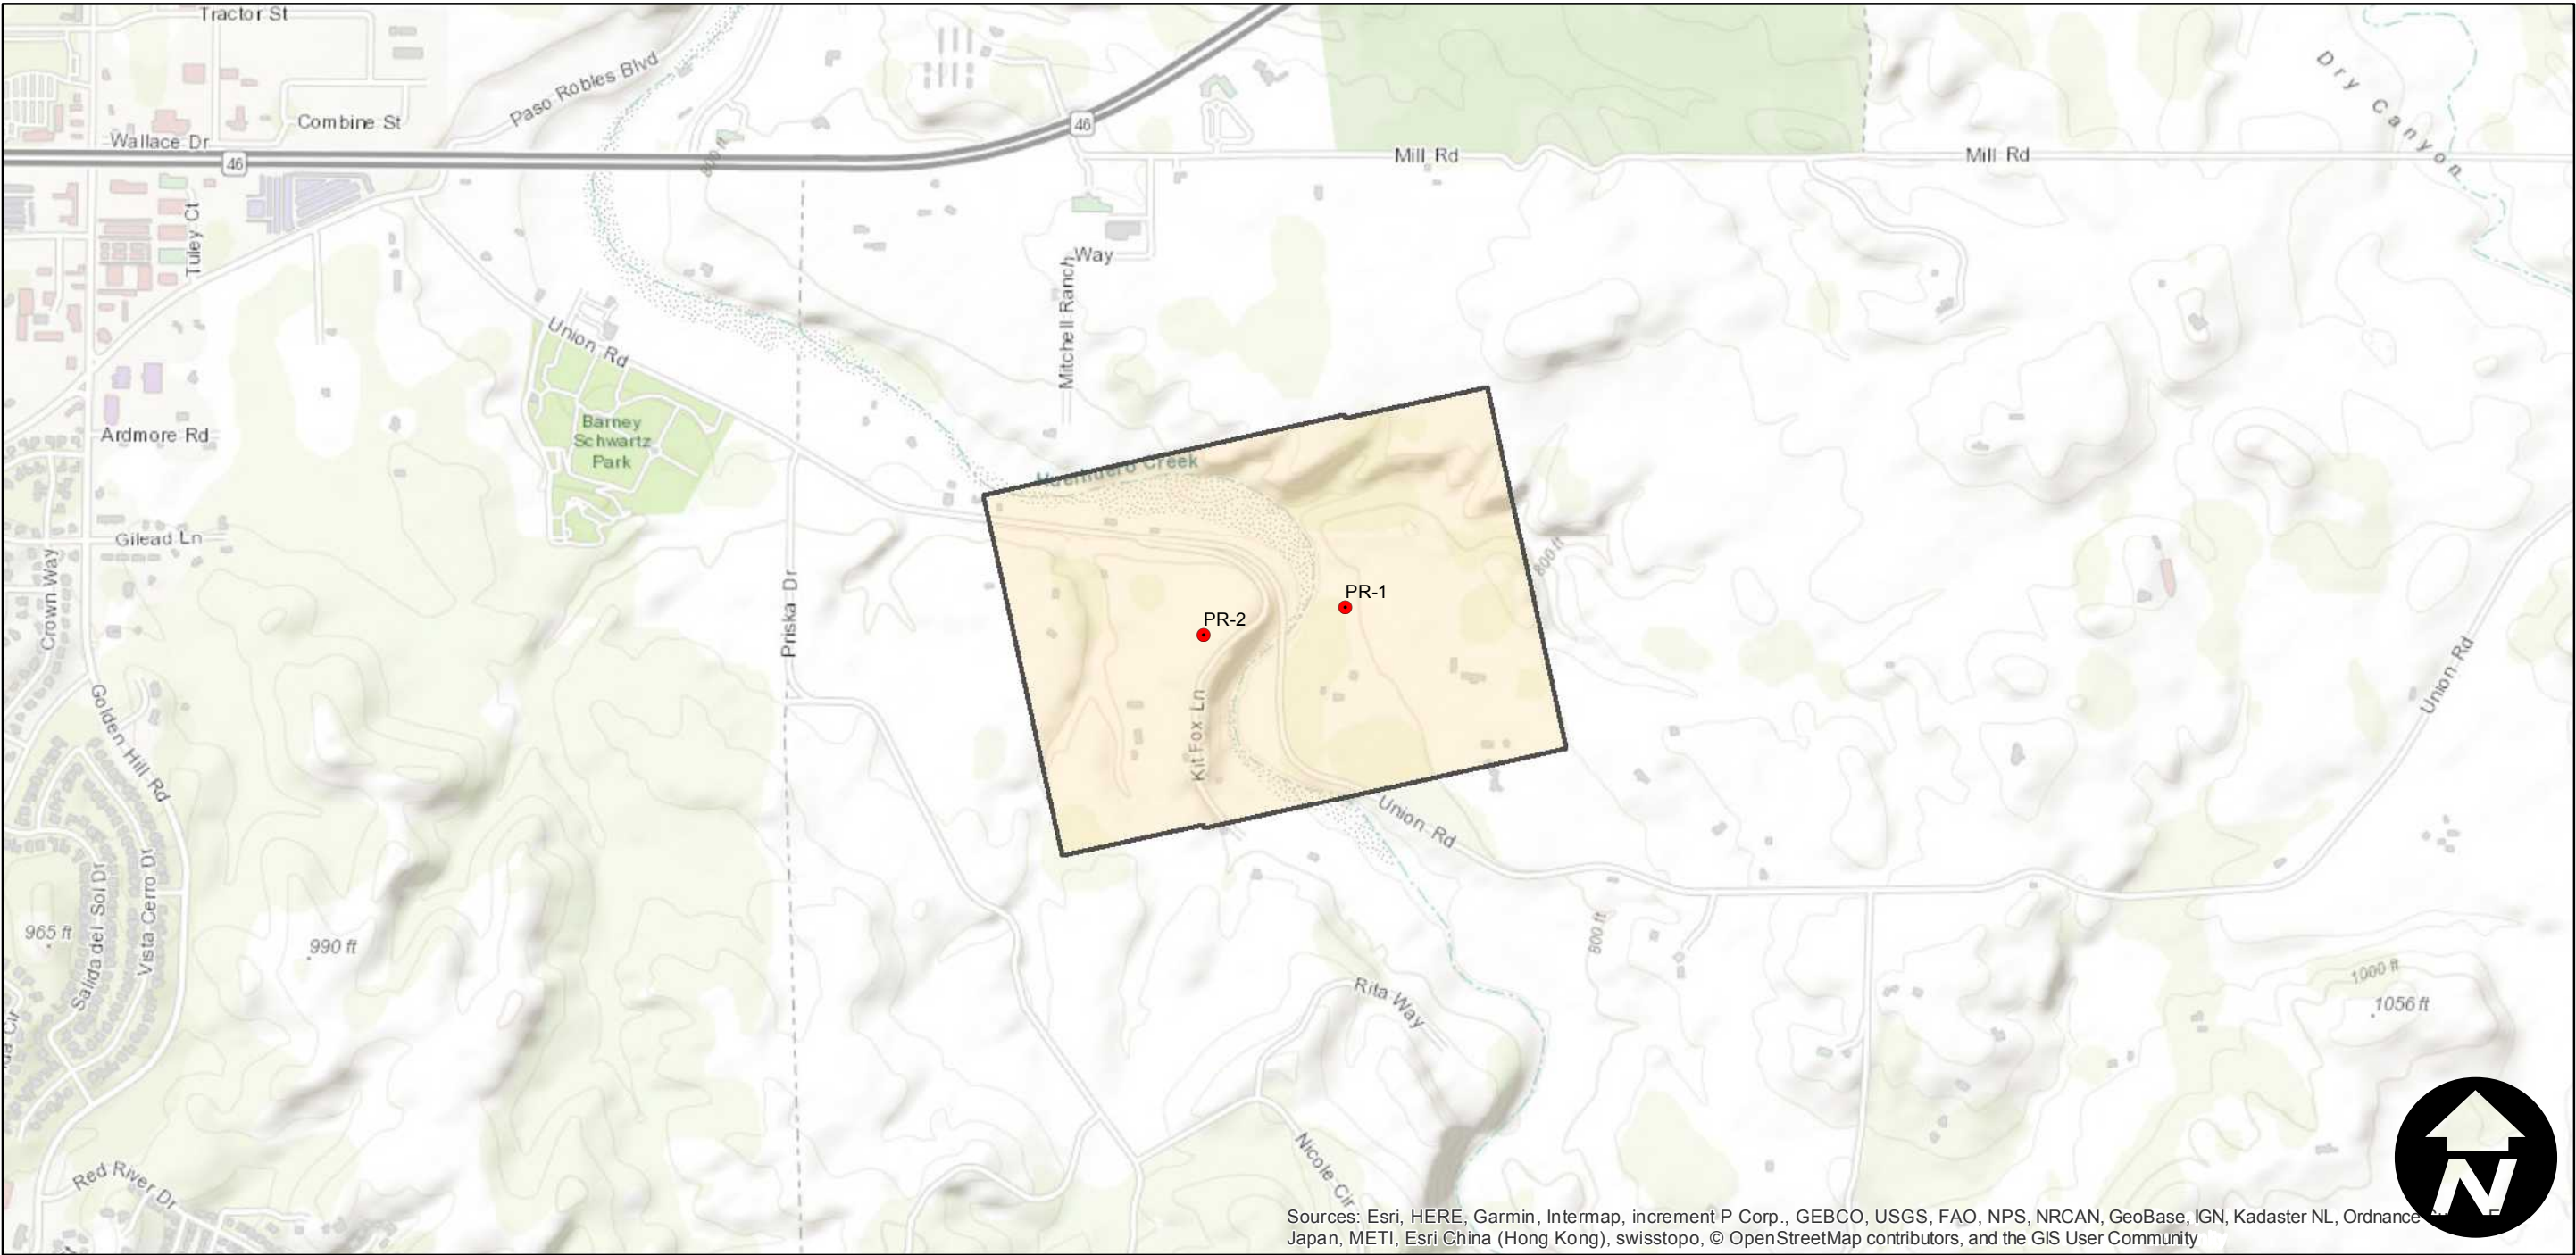 Tractor St
Paso Robles Blvd
Combine St
Wallace Dr
46
46
800 ft
Mill Rd
Mill Rd
Dry Canyon
Tuley Ct
Way
Mitchell Ranch
Union Rd
Barney
Schwartz
Park
Ardmore Rd
Creek
Gilead Ln
Crown Way
Priska Dr
800 ft
PR-1
PR-2
Kit Fox Ln
Union Rd
Golden Hill Rd
Union Rd
Salida del Sol Dr
Vista Cerro Dr
965 ft
990 ft
800 ft
1000 ft
1056 ft
Rita Way
Nicole Cir
Red River Dr
N
Sources: Esri, HERE, Garmin, Intermap, increment P Corp., GEBCO, USGS, FAO, NPS, NRCAN, GeoBase, IGN, Kadaster NL, Ordnance
Japan, METI, Esri China (Hong Kong), swisstopo, © OpenStreetMap contributors, and the GIS User Community